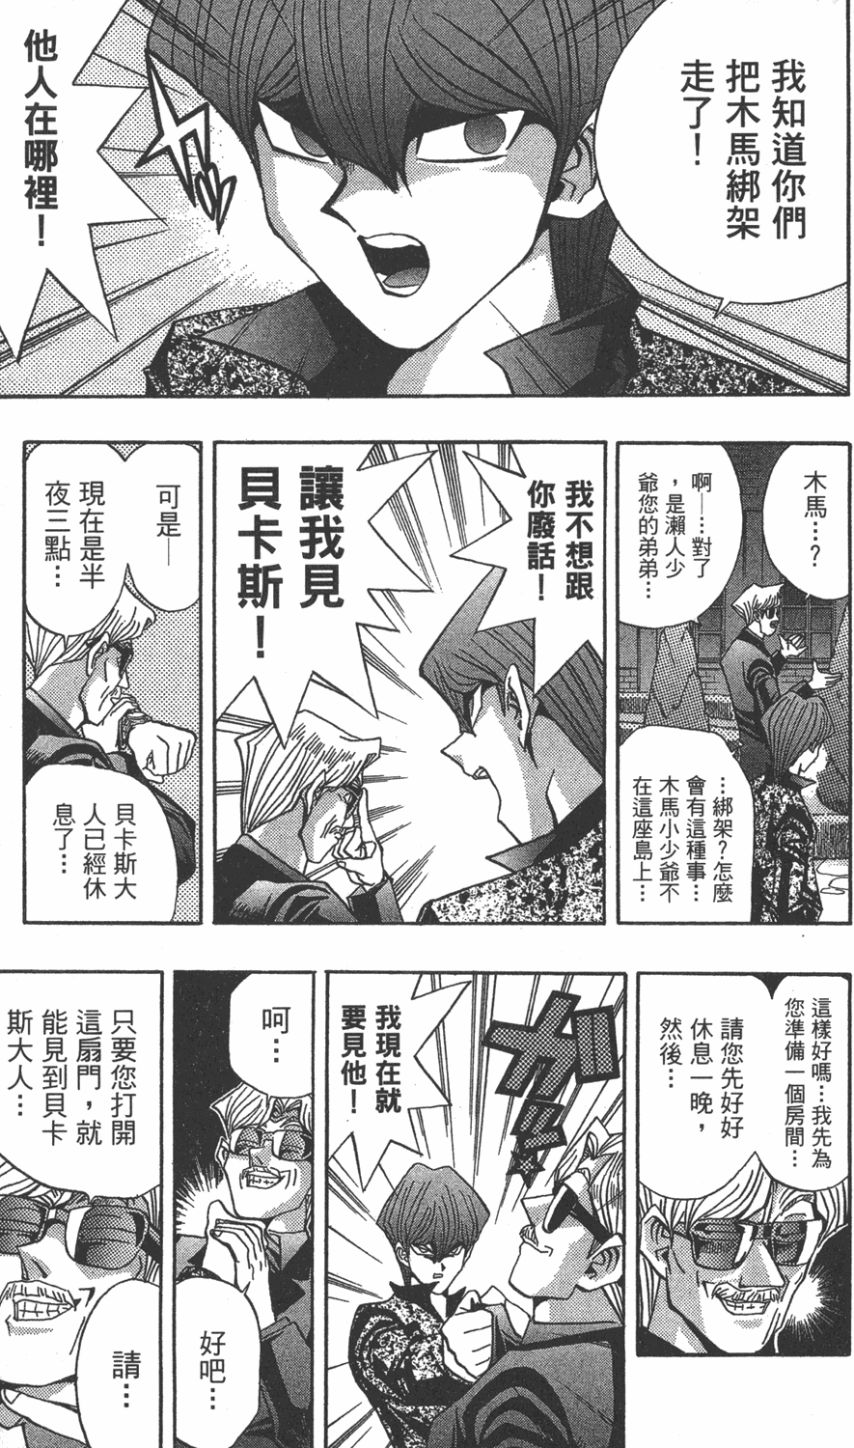 我知道你們
把木馬綁架
走了！
他人在哪裡！
木馬…？
啊──…對了
，是瀨人少
爺您的弟弟…
…綁架？怎麼
會有這種事…
木馬小少爺不
在這座島上…
我不想跟
你廢話！
讓我見
貝卡斯！
可是──
現在是半
夜三點…
貝卡斯大
人已經休
息了…
這樣好嗎…我先為
您準備一個房間…
請您先好好
休息一晚，
然後…
ガッ
我現在就
要見他！
呵…
好吧…
只要您打開
這扇門，就
能見到貝卡
斯大人…
請…